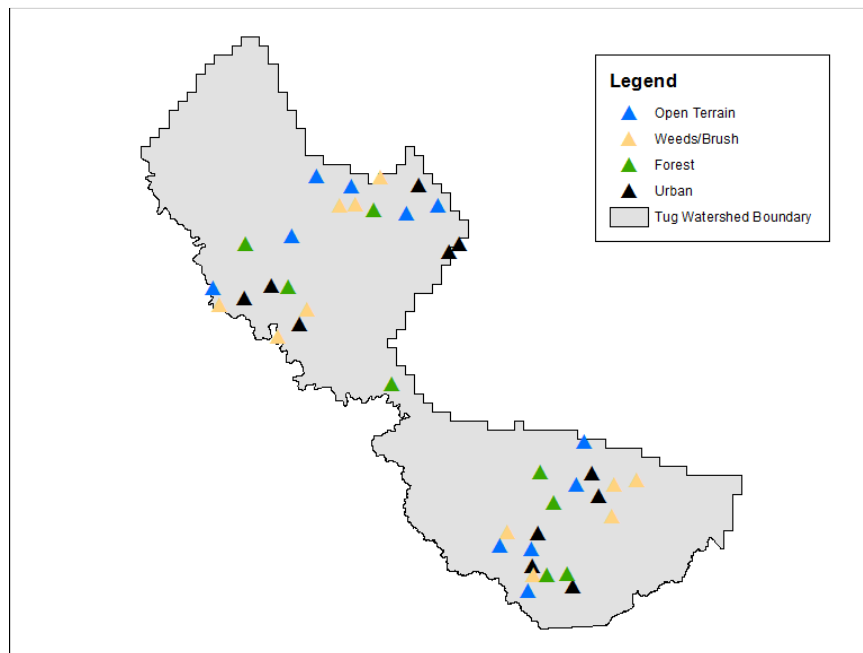 Legend
Open Terrain
Weeds/Brush
Forest
Urban
Tug Watershed Boundary